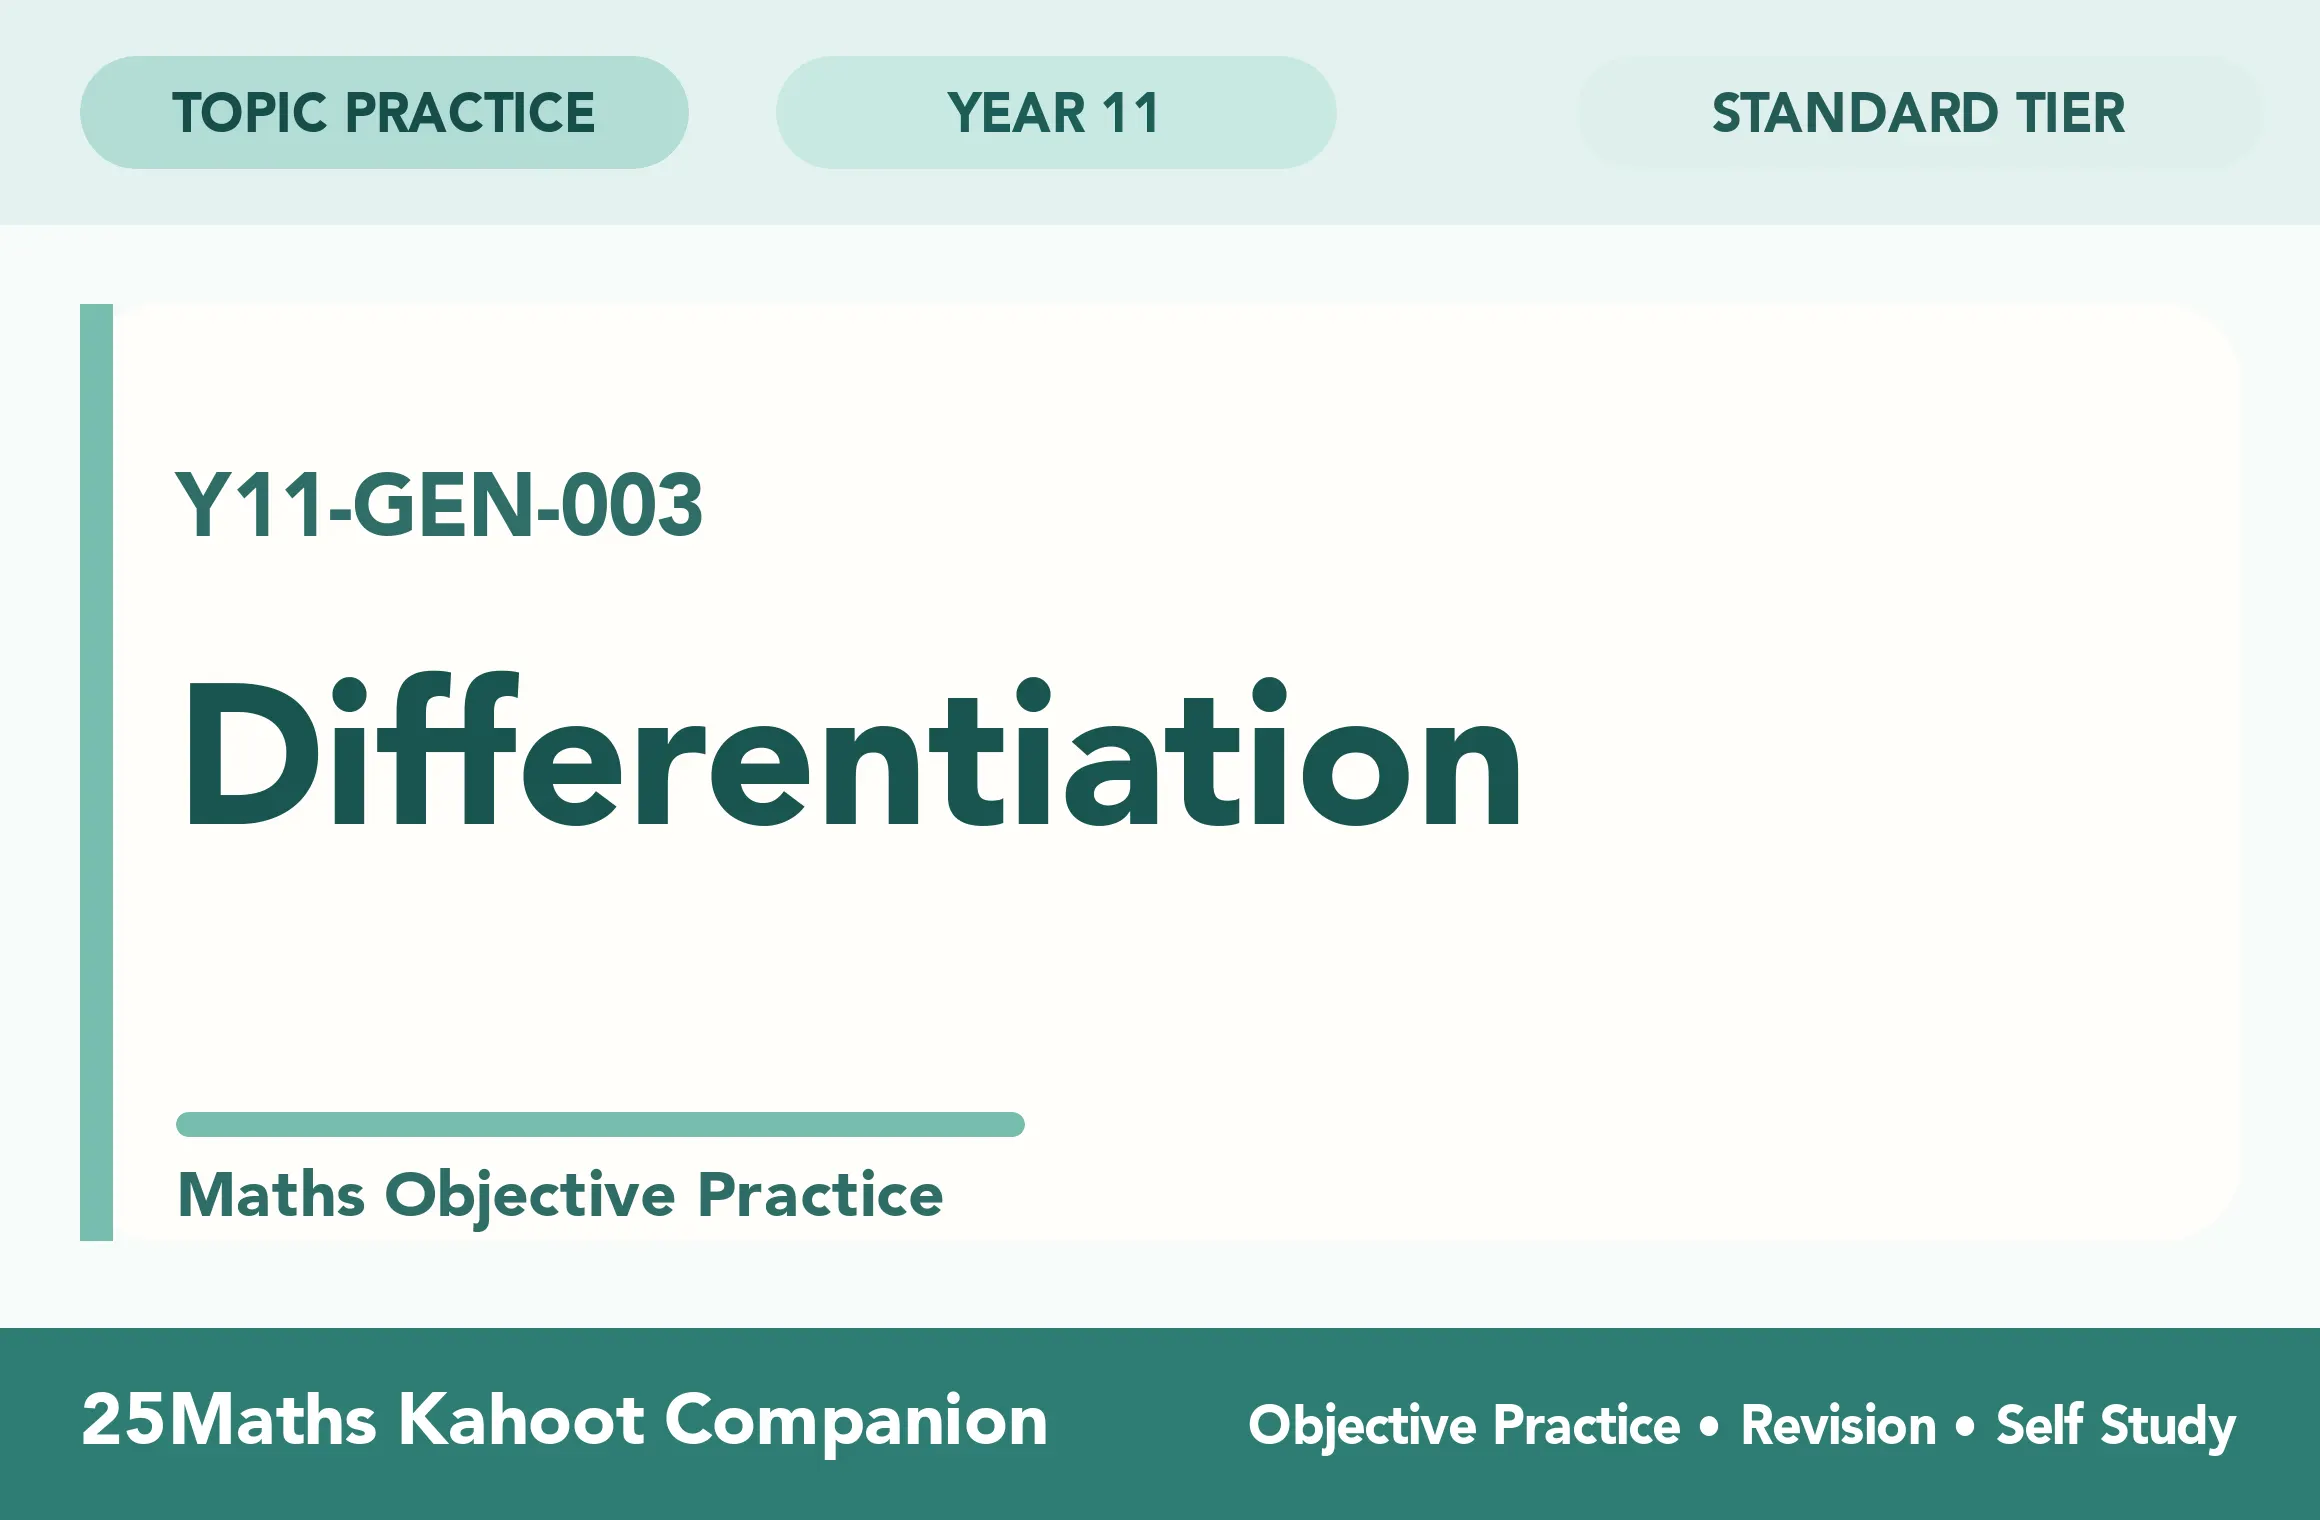 TOPIC PRACTICE
YEAR 11
STANDARD TIER
Y11-GEN-003
Differentiation
Maths Objective Practice
25Maths Kahoot Companion
Objective Practice • Revision • Self Study